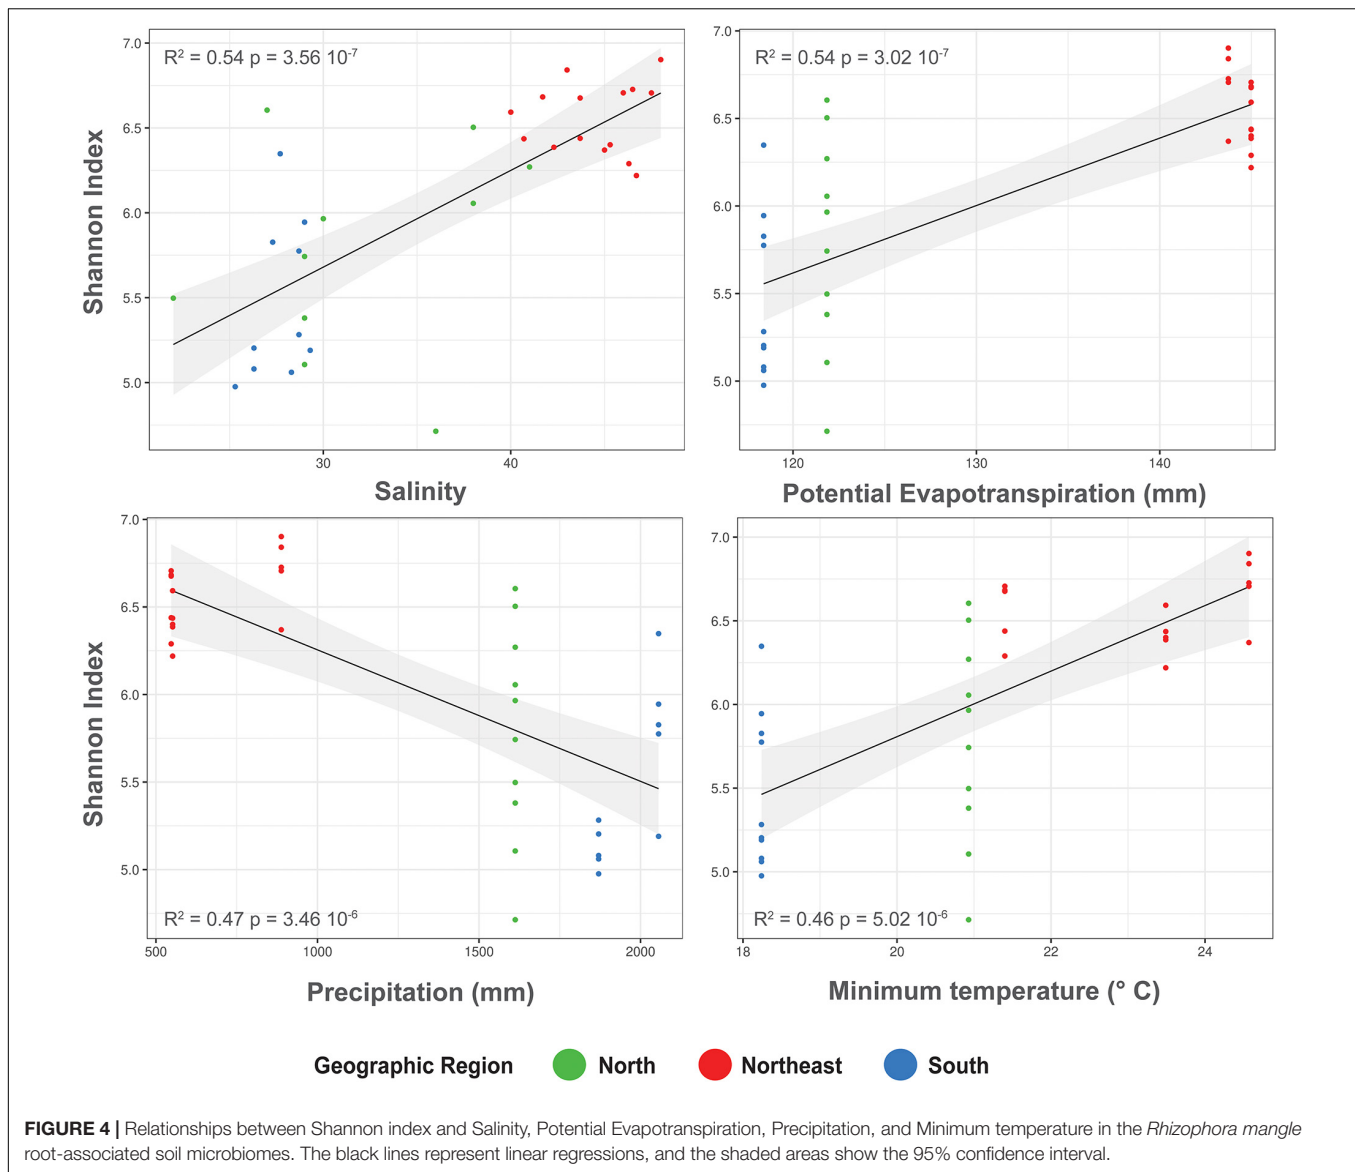 R² = 0.54 p = 3.56 10⁻⁷
7.0
6.5
6.0
5.5
5.0
Shannon Index
30
40
Salinity
R² = 0.54 p = 3.02 10⁻⁷
7.0
6.5
6.0
5.5
5.0
120
130
140
Potential Evapotranspiration (mm)
7.0
6.5
6.0
5.5
5.0
Shannon Index
R² = 0.47 p = 3.46 10⁻⁶
500
1000
1500
2000
Precipitation (mm)
7.0
6.5
6.0
5.5
5.0
R² = 0.46 p = 5.02 10⁻⁶
18
20
22
24
Minimum temperature (° C)
Geographic Region North Northeast South
FIGURE 4 | Relationships between Shannon index and Salinity, Potential Evapotranspiration, Precipitation, and Minimum temperature in the Rhizophora mangle
root-associated soil microbiomes. The black lines represent linear regressions, and the shaded areas show the 95% confidence interval.